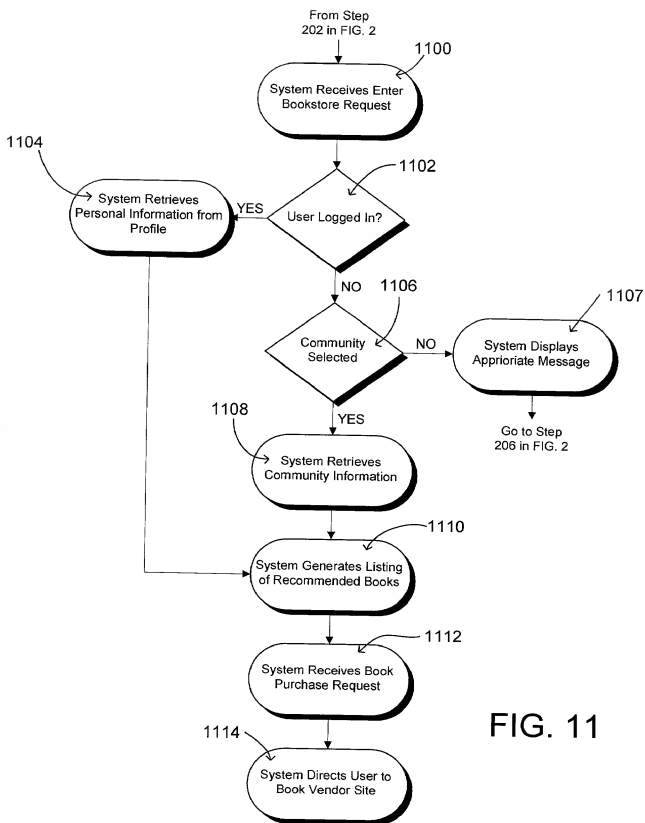 From Step
202 in FIG. 2
1100
System Receives Enter
Bookstore Request
1104
1102
System Retrieves
Personal Information from
Profile
YES
User Logged In?
NO
1106
1107
Community
Selected
NO
System Displays
Approriate Message
YES
Go to Step
206 in FIG. 2
1108
System Retrieves
Community Information
1110
System Generates Listing
of Recommended Books
1112
System Receives Book
Purchase Request
FIG. 11
1114
System Directs User to
Book Vendor Site